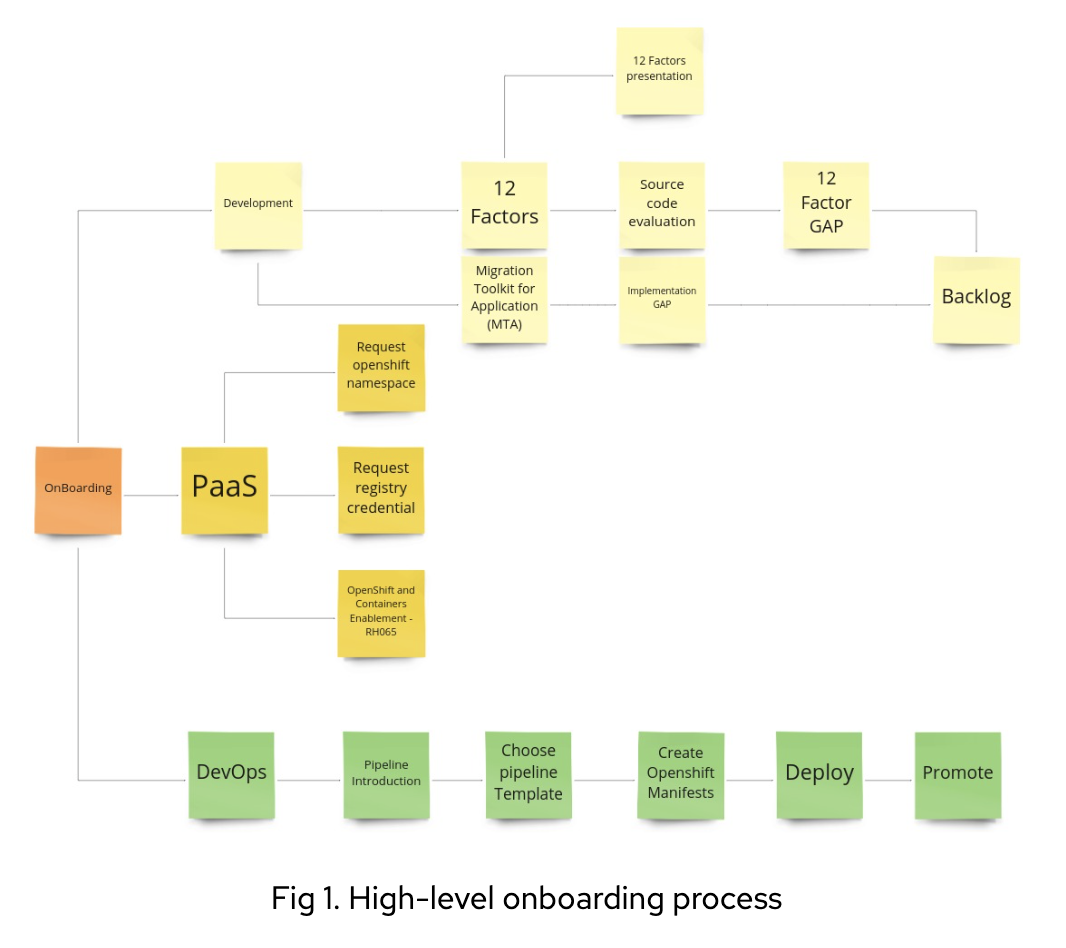 12 Factors
presentation
Development
12
Factors
Source
code
evaluation
12
Factor
GAP
Migration
Toolkit for
Application
(MTA)
Implementation
GAP
Backlog
Request
openshift
namespace
OnBoarding
PaaS
Request
registry
credential
OpenShift and
Containers
Enablement -
RH065
DevOps
Pipeline
Introduction
Choose
pipeline
Template
Create
Openshift
Manifests
Deploy
Promote
Fig 1. High-level onboarding process